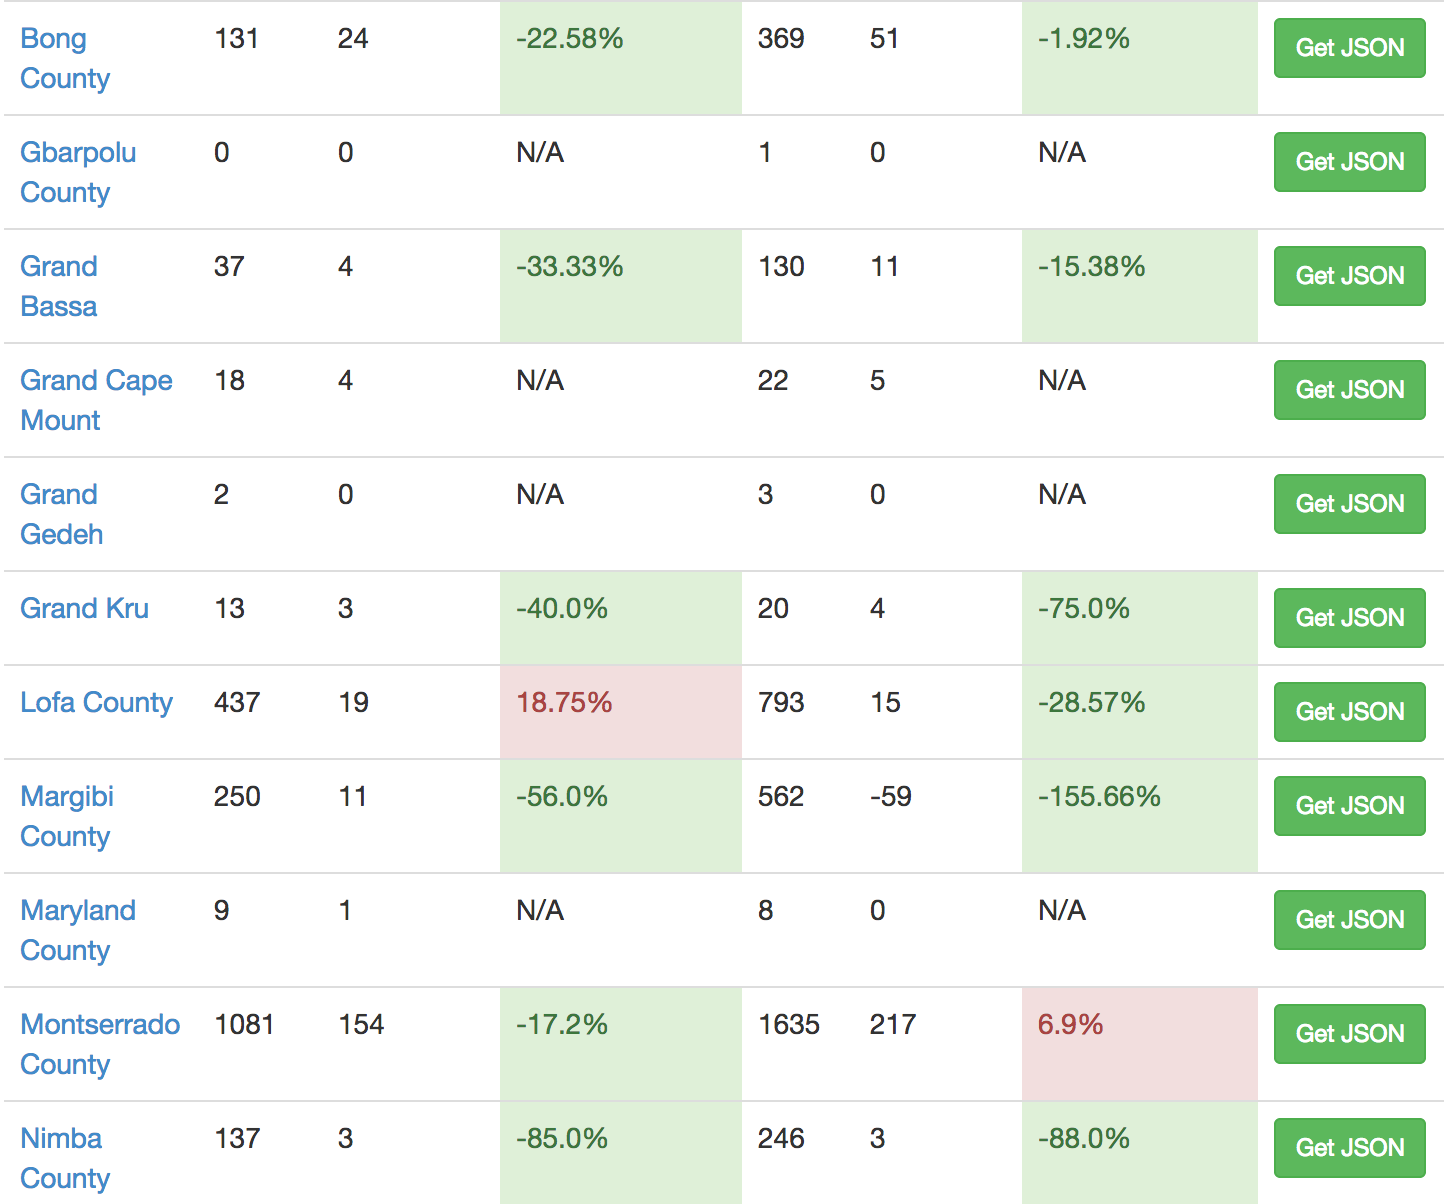 Bong County 131 24 -22.58% 369 51 -1.92% Get JSON
Gbarpolu County 0 0 N/A 1 0 N/A Get JSON
Grand Bassa 37 4 -33.33% 130 11 -15.38% Get JSON
Grand Cape Mount 18 4 N/A 22 5 N/A Get JSON
Grand Gedeh 2 0 N/A 3 0 N/A Get JSON
Grand Kru 13 3 -40.0% 20 4 -75.0% Get JSON
Lofa County 437 19 18.75% 793 15 -28.57% Get JSON
Margibi County 250 11 -56.0% 562 -59 -155.66% Get JSON
Maryland County 9 1 N/A 8 0 N/A Get JSON
Montserrado County 1081 154 -17.2% 1635 217 6.9% Get JSON
Nimba County 137 3 -85.0% 246 3 -88.0% Get JSON